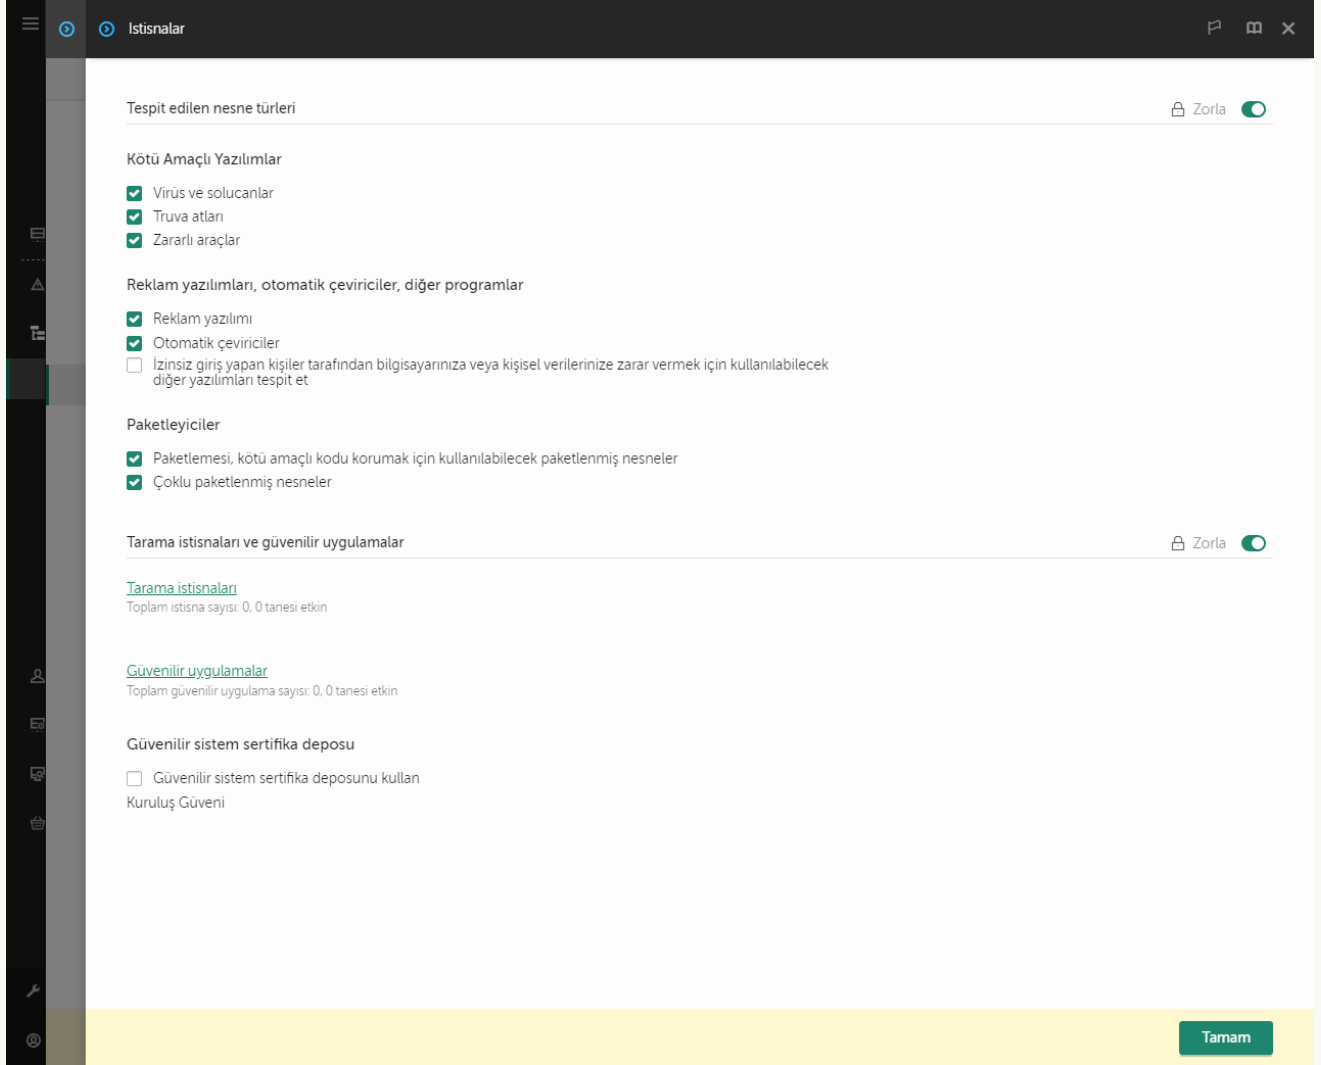 Istisnalar
Tespit edilen nesne türleri
Zorla
Kötü Amaçlı Yazılımlar
Virüs ve solucanlar
Truva atları
Zararlı araçlar
Reklam yazılımları, otomatik çeviriciler, diğer programlar
Reklam yazılımı
Otomatik çeviriciler
İzinsiz giriş yapan kişiler tarafından bilgisayarınıza veya kişisel verilerinize zarar vermek için kullanılabilecek
diğer yazılımları tespit et
Paketleyiciler
Paketlemesi, kötü amaçlı kodu korumak için kullanılabilecek paketlenmiş nesneler
Çoklu paketlenmiş nesneler
Tarama istisnaları ve güvenilir uygulamalar
Zorla
Tarama istisnaları
Toplam istisna sayısı: 0, 0 tanesi etkin
Güvenilir uygulamalar
Toplam güvenilir uygulama sayısı: 0, 0 tanesi etkin
Güvenilir sistem sertifika deposu
Güvenilir sistem sertifika deposunu kullan
Kuruluş Güveni
Tamam